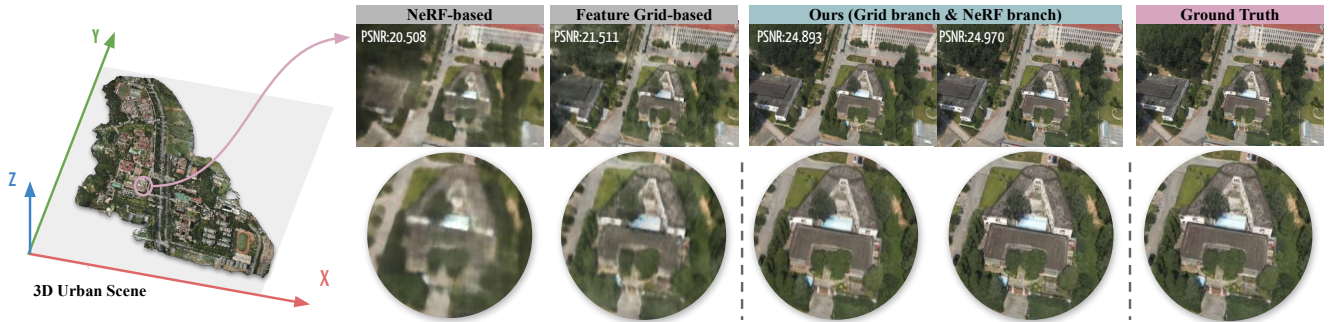 NeRF-based
Feature Grid-based
Ours (Grid branch & NeRF branch)
Ground Truth
PSNR:20.508
PSNR:21.511
PSNR:24.893
PSNR:24.970
Y
Z
X
3D Urban Scene